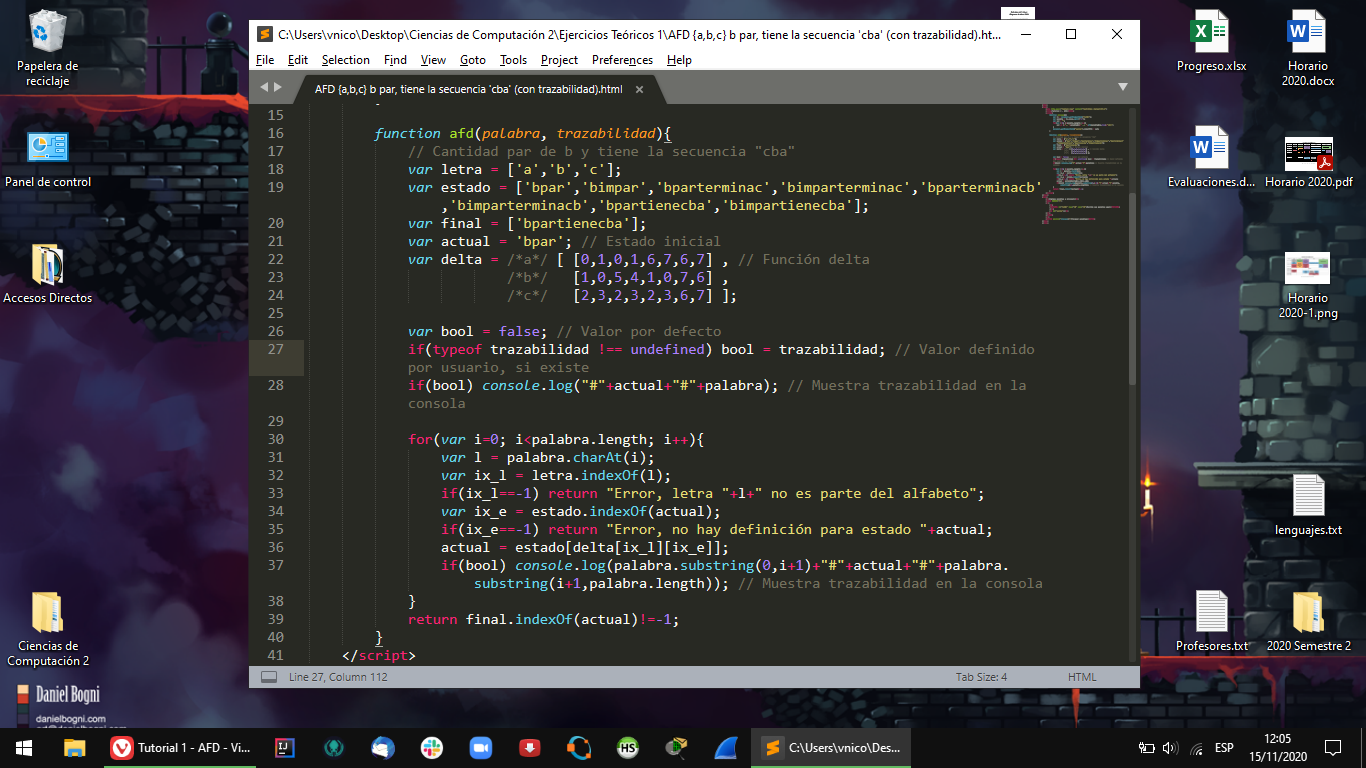 Papelera de
reciclaje
Panel de control
Accesos Directos
Ciencias de
Computación 2
Daniel Bogni
danielbogni.com
C:\Users\vnico\Desktop\Ciencias de Computación 2\Ejercicios Teóricos 1\AFD {a,b,c} b par, tiene la secuencia 'cba' (con trazabilidad).ht...
File Edit Selection Find View Goto Tools Project Preferences Help
AFD {a,b,c} b par, tiene la secuencia 'cba' (con trazabilidad).html
15
16 function afd(palabra, trazabilidad){
17 // Cantidad par de b y tiene la secuencia "cba"
18 var letra = ['a','b','c'];
19 var estado = ['bpar','bimpar','bparterminac','bimparterminac','bparterminacb'
,'bimparterminacb','bpartienecba','bimpartienecba'];
20 var final = ['bpartienecba'];
21 var actual = 'bpar'; // Estado inicial
22 var delta = /*a*/ [ [0,1,0,1,6,7,6,7] , // Función delta
23 /*b*/ [1,0,5,4,1,0,7,6] ,
24 /*c*/ [2,3,2,3,2,3,6,7] ];
25
26 var bool = false; // Valor por defecto
27 if(typeof trazabilidad !== undefined) bool = trazabilidad; // Valor definido
por usuario, si existe
28 if(bool) console.log("#"+actual+"#"+palabra); // Muestra trazabilidad en la
consola
29
30 for(var i=0; i<palabra.length; i++){
31 var l = palabra.charAt(i);
32 var ix_l = letra.indexOf(l);
33 if(ix_l==-1) return "Error, letra "+l+" no es parte del alfabeto";
34 var ix_e = estado.indexOf(actual);
35 if(ix_e==-1) return "Error, no hay definición para estado "+actual;
36 actual = estado[delta[ix_l][ix_e]];
37 if(bool) console.log(palabra.substring(0,i+1)+"#"+actual+"#"+palabra.
substring(i+1,palabra.length)); // Muestra trazabilidad en la consola
38 }
39 return final.indexOf(actual)!=-1;
40 }
41 </script>
Line 27, Column 112
Tab Size: 4
HTML
Progreso.xlsx
Horario
2020.docx
Evaluaciones.d...
Horario 2020.pdf
Horario
2020-1.png
lenguajes.txt
Profesores.txt
2020 Semestre 2
Tutorial 1 - AFD - Vi...
C:\Users\vnico\Des...
ESP
12:05
15/11/2020